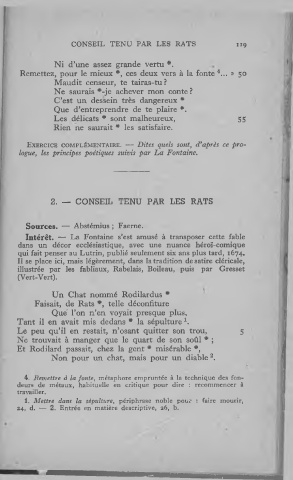 CONSEIL TENU PAR LES RATS 119
Ni d'une assez grande vertu *.
Remettez, pour le mieux *, ces deux vers à la fonte ⁴... » 50
Maudit censeur, te tairas-tu ?
Ne saurais *-je achever mon conte ?
C'est un dessein très dangereux *
Que d'entreprendre de te plaire *.
Les délicats * sont malheureux, 55
Rien ne saurait * les satisfaire.
EXERCICE COMPLÉMENTAIRE. — Dites quels sont, d'après ce pro-
logue, les principes poétiques suivis par La Fontaine.
2. — CONSEIL TENU PAR LES RATS
Sources. — Abstémius ; Faerne.
Intérêt. — La Fontaine s'est amusé à transposer cette fable
dans un décor ecclésiastique, avec une nuance héroï-comique
qui fait penser au Lutrin, publié seulement six ans plus tard, 1674.
Il se place ici, mais légèrement, dans la tradition de satire cléricale,
illustrée par les fabliaux, Rabelais, Boileau, puis par Gresset
(Vert-Vert).
Un Chat nommé Rodilardus *
Faisait, de Rats *, telle déconfiture
Que l'on n'en voyait presque plus,
Tant il en avait mis dedans * la sépulture ¹.
Le peu qu'il en restait, n'osant quitter son trou, 5
Ne trouvait à manger que le quart de son soûl * ;
Et Rodilard passait, chez la gent * misérable *,
Non pour un chat, mais pour un diable ².
4. Remettre à la fonte, métaphore empruntée à la technique des fon-
deurs de métaux, habituelle en critique pour dire : recommencer à
travailler.
1. Mettre dans la sépulture, périphrase noble pour : faire mourir,
24, d. — 2. Entrée en matière descriptive, 26, b.